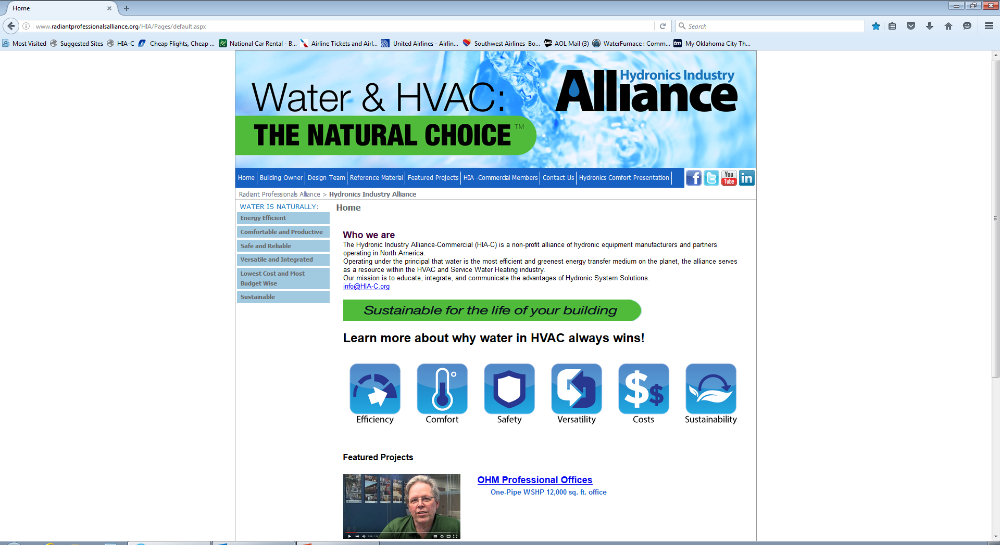 Home
www.radiantprofessionalsalliance.org/HIA/Pages/default.aspx
Search
Most Visited
Suggested Sites
HIA-C
Cheap Flights, Cheap ...
National Car Rental - B...
Airline Tickets and Airl...
United Airlines - Airlin...
Southwest Airlines Bo...
Aol.
AOL Mail (3)
WaterFurnace : Comm...
tm
My Oklahoma City Th...
Water & HVAC:
THE NATURAL CHOICE™
Hydronics Industry
Alliance
Home
Building Owner
Design Team
Reference Material
Featured Projects
HIA -Commercial Members
Contact Us
Hydronics Comfort Presentation
f
t
You
Tube
in
Radiant Professionals Alliance > Hydronics Industry Alliance
WATER IS NATURALLY:
Energy Efficient
Comfortable and Productive
Safe and Reliable
Versatile and Integrated
Lowest Cost and Most
Budget Wise
Sustainable
Home
Who we are
The Hydronic Industry Alliance-Commercial (HIA-C) is a non-profit alliance of hydronic equipment manufacturers and partners
operating in North America.
Operating under the principal that water is the most efficient and greenest energy transfer medium on the planet, the alliance serves
as a resource within the HVAC and Service Water Heating industry.
Our mission is to educate, integrate, and communicate the advantages of Hydronic System Solutions.
info@HIA-C.org
Sustainable for the life of your building
Learn more about why water in HVAC always wins!
$$
Efficiency
Comfort
Safety
Versatility
Costs
Sustainability
Featured Projects
OHM Professional Offices
One-Pipe WSHP 12,000 sq. ft. office